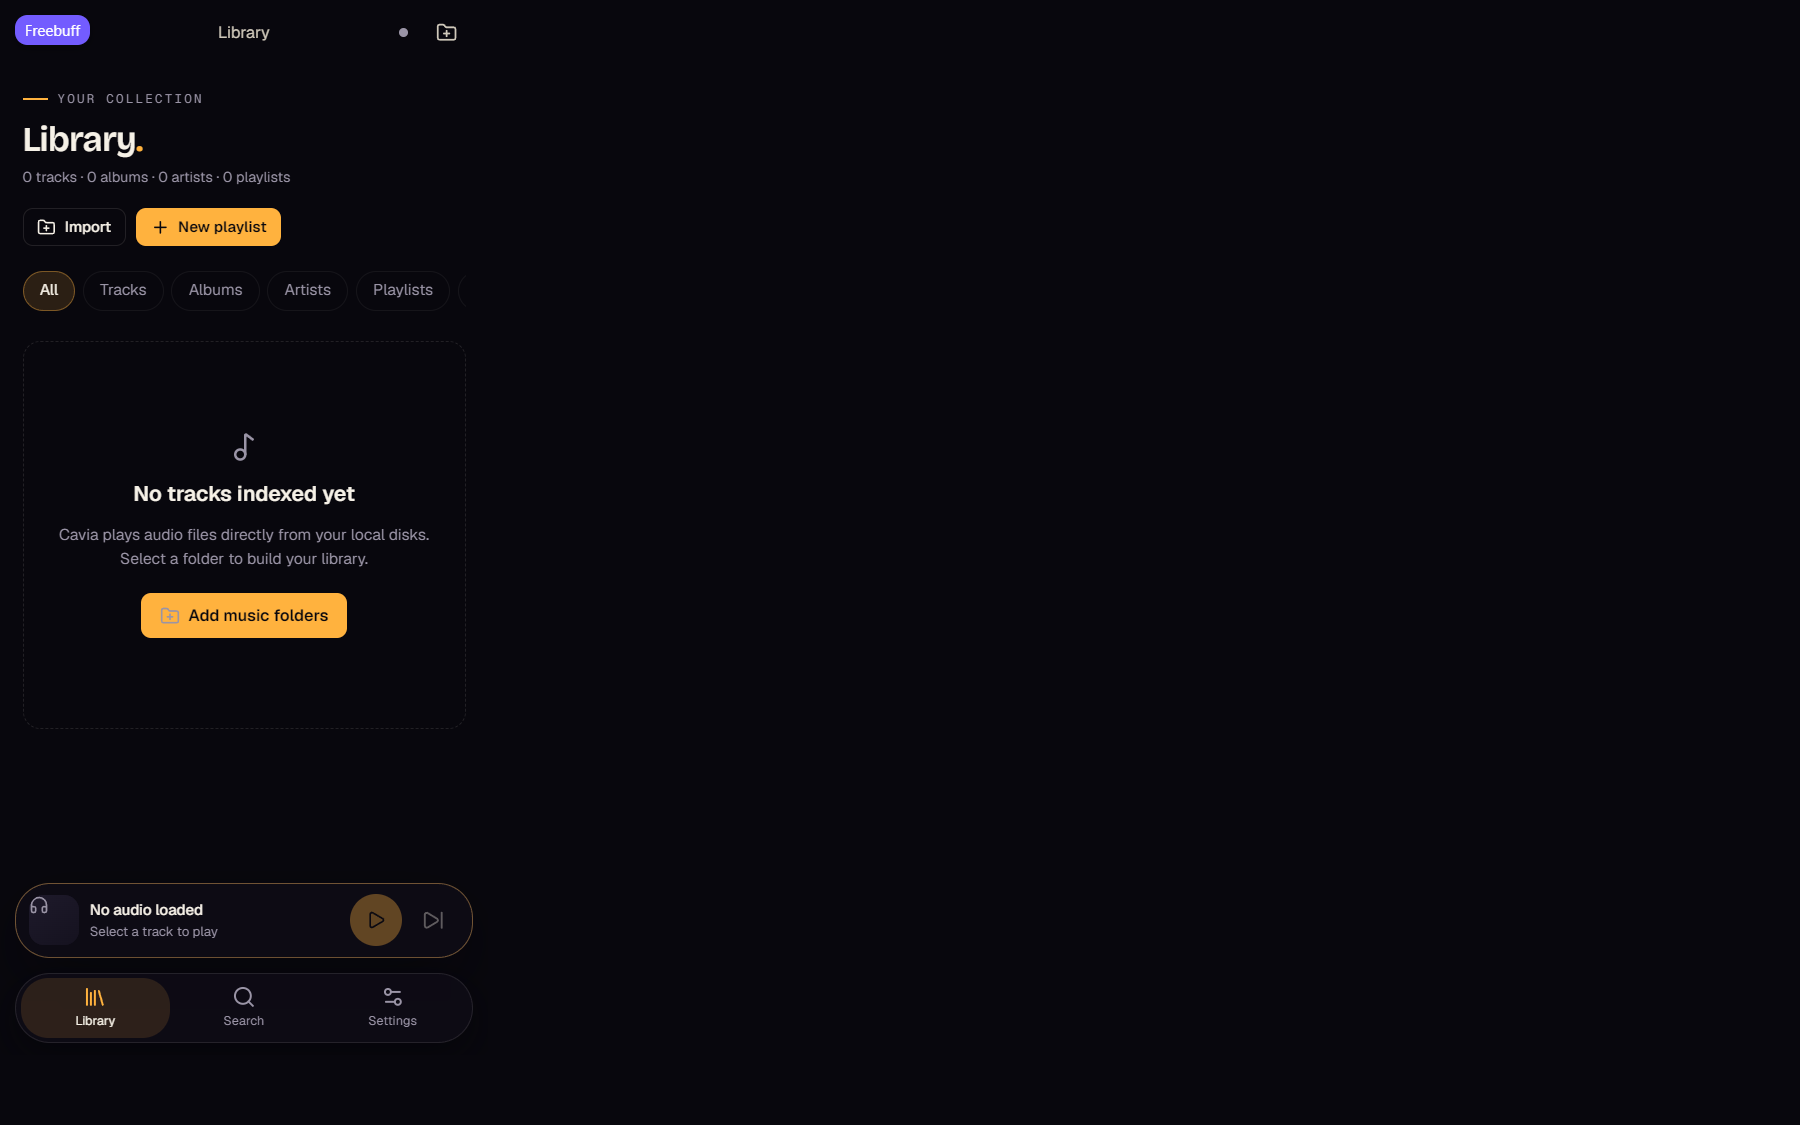 Freebuff
Library
YOUR COLLECTION
Library.
0 tracks · 0 albums · 0 artists · 0 playlists
Import
New playlist
All
Tracks
Albums
Artists
Playlists
No tracks indexed yet
Cavia plays audio files directly from your local disks.
Select a folder to build your library.
Add music folders
No audio loaded
Select a track to play
Library
Search
Settings